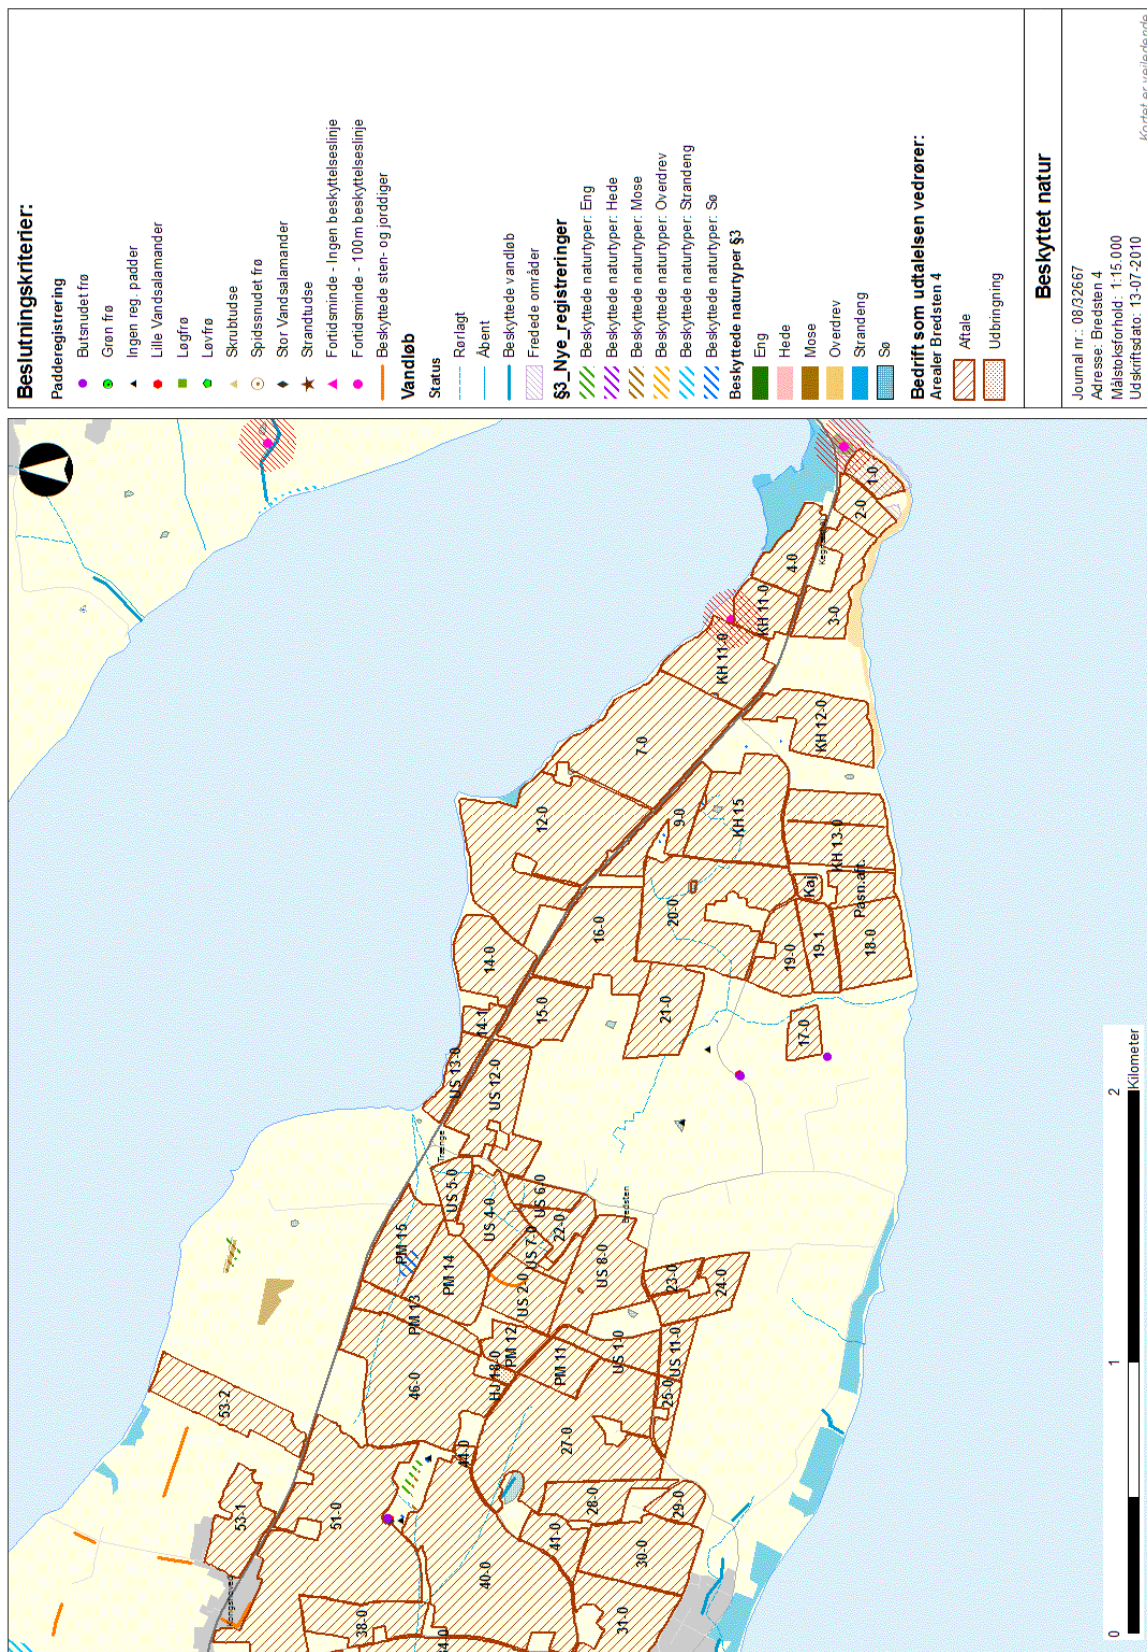 Beslutningskriterier:
Padderegistrering
Butsnudet frø
Grøn frø
Ingen reg. padder
Lille Vandsalamander
Løgfrø
Løvfrø
Skrubtudse
Spidssnudet frø
Stor Vandsalamander
Strandtudse
Fortidsminde - Ingen beskyttelseslinje
Fortidsminde - 100m beskyttelseslinje
Beskyttede sten- og jorddiger
Vandløb
Status
Rørlagt
Åbent
Beskyttede vandløb
Fredede områder
§3_Nye_registreringer
Beskyttede naturtyper: Eng
Beskyttede naturtyper: Hede
Beskyttede naturtyper: Mose
Beskyttede naturtyper: Overdrev
Beskyttede naturtyper: Strandeng
Beskyttede naturtyper: Sø
Beskyttede naturtyper §3
Eng
Hede
Mose
Overdrev
Strandeng
Sø
Bedrift som udtalelsen vedrører:
Arealer Bredsten 4
Aftale
Udbringning
Beskyttet natur
Journal nr.: 08/32667
Adresse: Bredsten 4
Målstoksforhold: 1:15.000
Udskriftsdato: 13-07-2010
Kortet er vejledende
1-0
2-0
4-0
3-0
KH 11-0
KH 11-0
KH 12-0
7-0
12-0
9-0
KH 15
KH 13-0
Kaj
Pasn.aft.
20-0
16-0
19-0
19-1
18-0
14-0
14-1
15-0
21-0
17-0
US 13-0
US 12-0
Trænge
US 5-0
US 4-0
US 6-0
US 7-0
22-0
Bredsten
PM 15
PM 14
PM 13
US 2-0
US 8-0
23-0
24-0
PM 12
HJ 18-0
PM 11
US 1-0
US 11-0
25-0
46-0
44-0
27-0
53-2
53-1
51-0
28-0
29-0
41-0
30-0
40-0
31-0
38-0
0
1
2
Kilometer